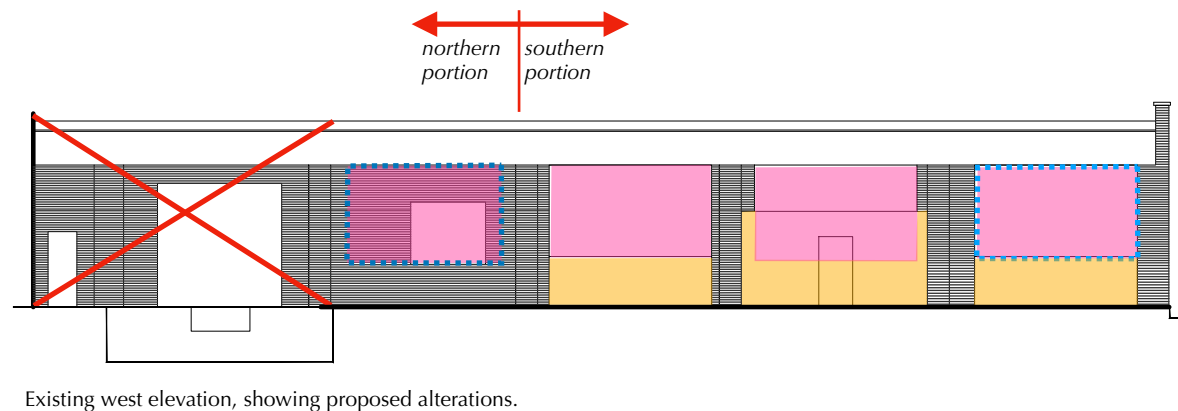 northern
portion
southern
portion
Existing west elevation, showing proposed alterations.